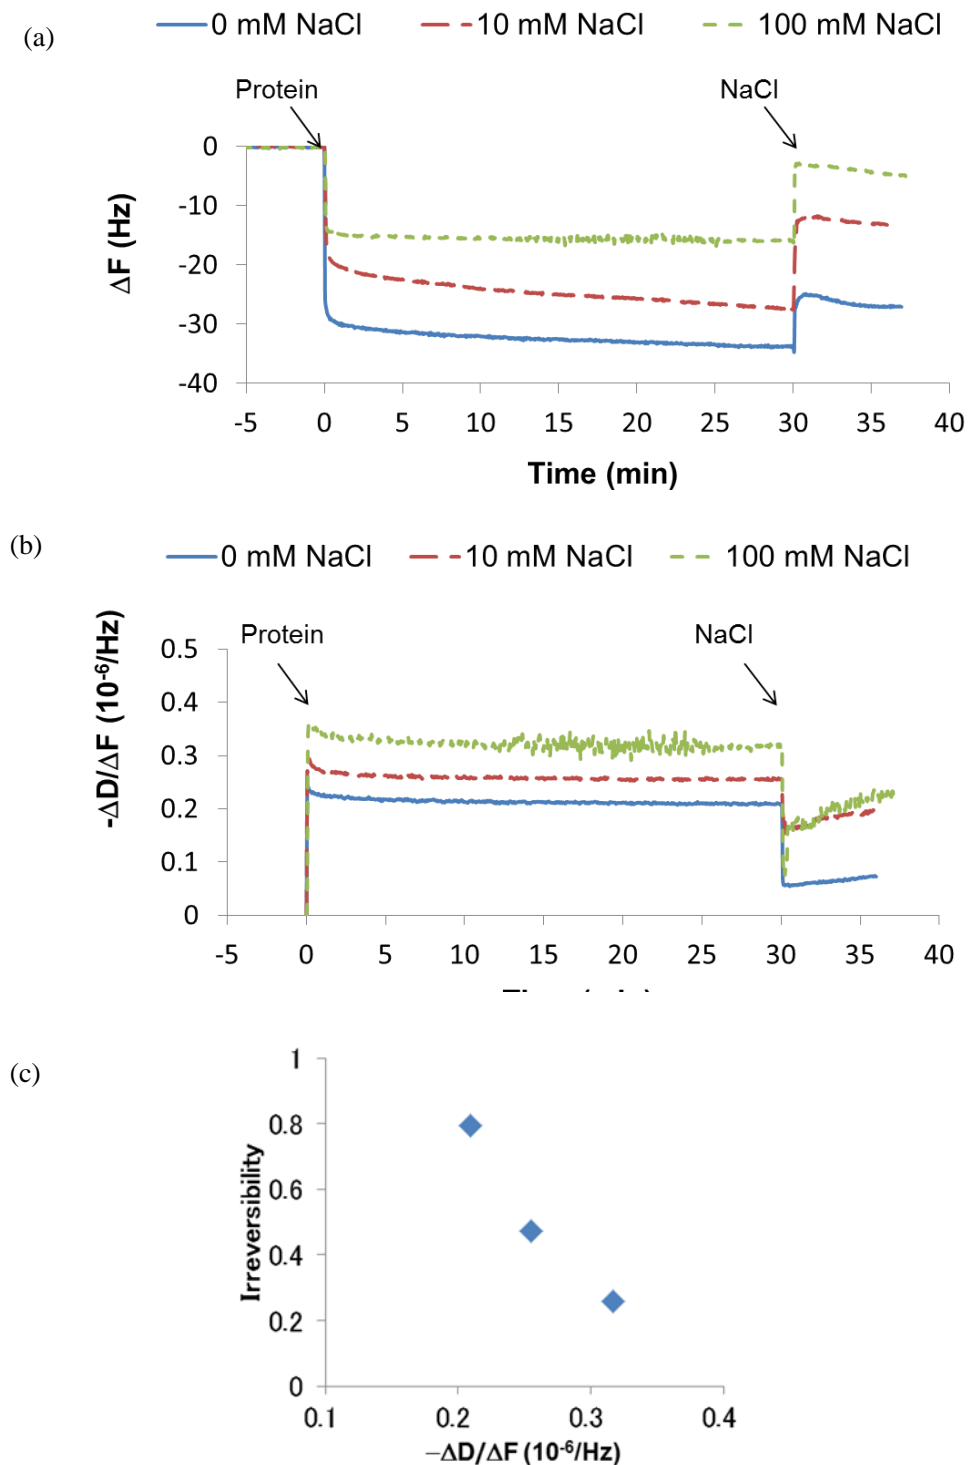 (a)
0 mM NaCl 10 mM NaCl 100 mM NaCl
Protein NaCl
ΔF (Hz)
0
-10
-20
-30
-40
-5 0 5 10 15 20 25 30 35 40
Time (min)
(b)
0 mM NaCl 10 mM NaCl 100 mM NaCl
Protein NaCl
-ΔD/ΔF (10⁻⁶/Hz)
0.5
0.4
0.3
0.2
0.1
0
-5 0 5 10 15 20 25 30 35 40
(c)
Irreversibility
1
0.8
0.6
0.4
0.2
0
0.1 0.2 0.3 0.4
−ΔD/ΔF (10⁻⁶/Hz)